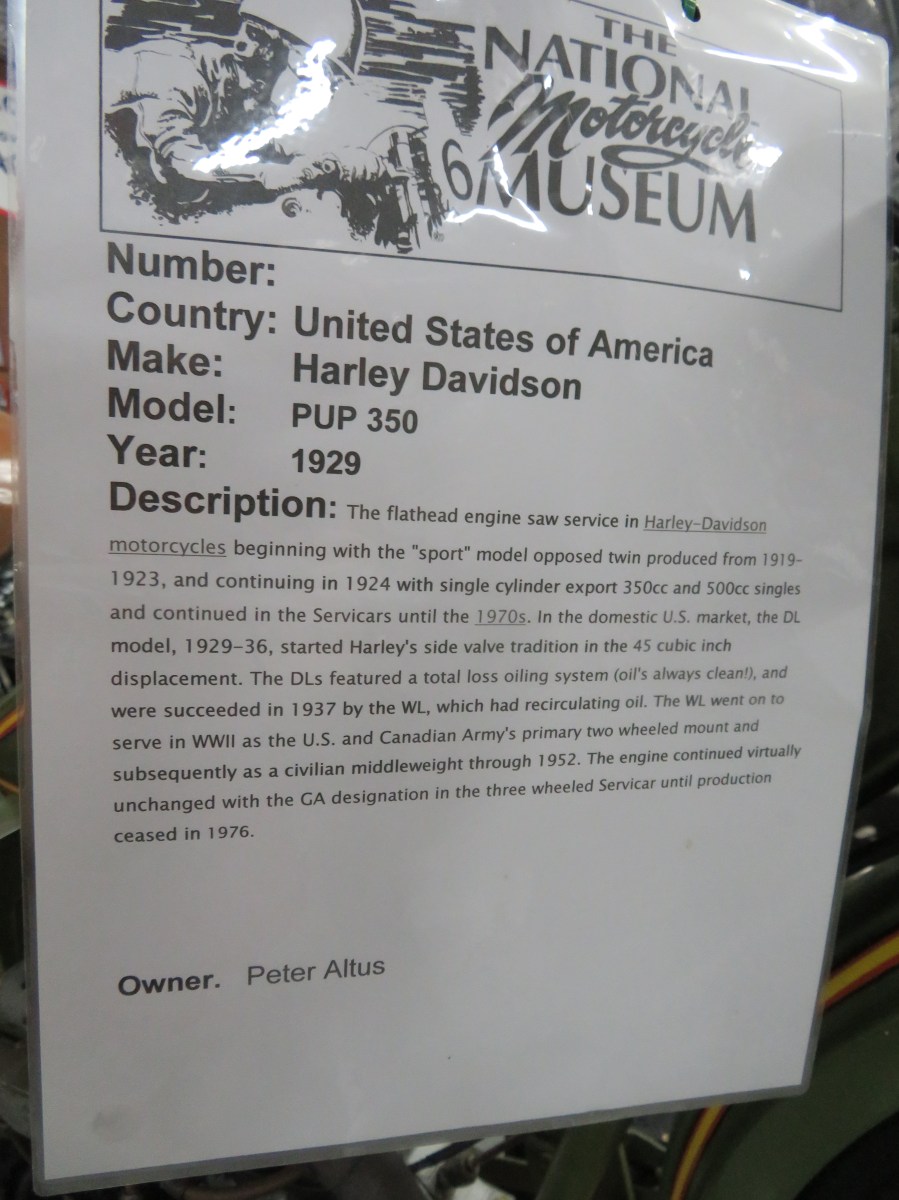 THE
NATIONAL
Motorcycle
MUSEUM
6
Number:
Country: United States of America
Make: Harley Davidson
Model: PUP 350
Year: 1929
Description: The flathead engine saw service in Harley-Davidson
motorcycles beginning with the "sport" model opposed twin produced from 1919-
1923, and continuing in 1924 with single cylinder export 350cc and 500cc singles
and continued in the Servicars until the 1970s. In the domestic U.S. market, the DL
model, 1929-36, started Harley's side valve tradition in the 45 cubic inch
displacement. The DLs featured a total loss oiling system (oil's always clean!), and
were succeeded in 1937 by the WL, which had recirculating oil. The WL went on to
serve in WWII as the U.S. and Canadian Army's primary two wheeled mount and
subsequently as a civilian middleweight through 1952. The engine continued virtually
unchanged with the GA designation in the three wheeled Servicar until production
ceased in 1976.
Owner. Peter Altus